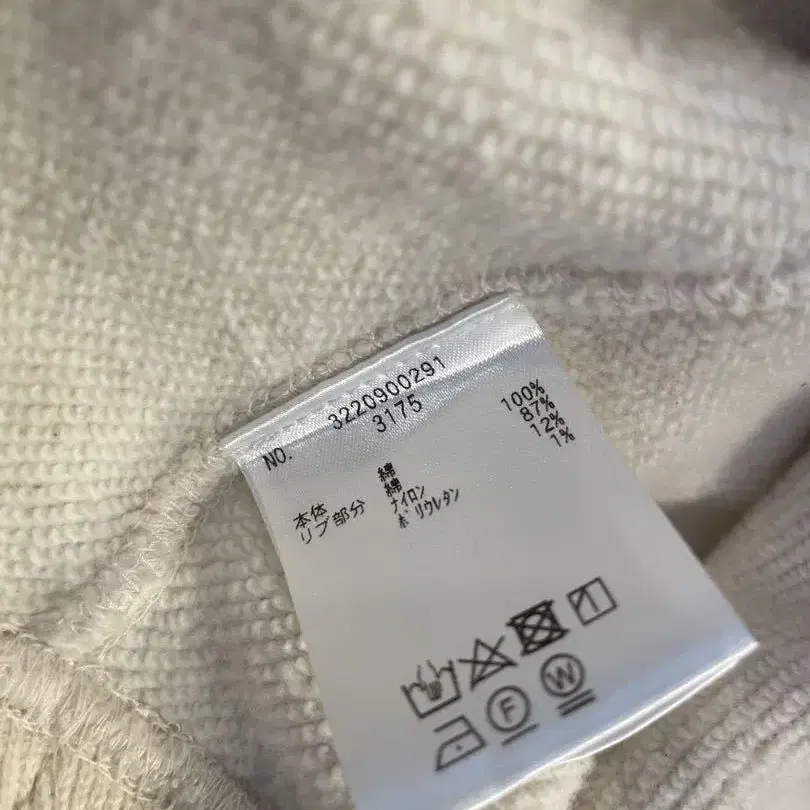 3220900291
NO. 3175
本体 綿 100%
リブ部分 綿 87%
ナイロン 12%
ポリウレタン 1%
F
W